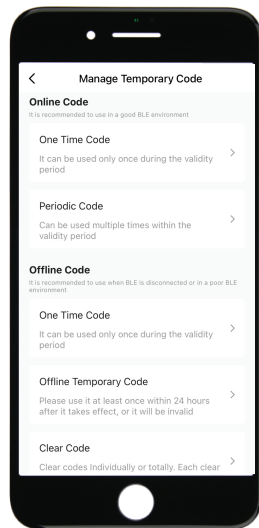 Manage Temporary Code
Online Code
It is recommended to use in a good BLE environment
One Time Code
It can be used only once during the validity
period
Periodic Code
Can be used multiple times within the
validity period
Offline Code
It is recommended to use when BLE is disconnected or in a poor BLE
environment
One Time Code
It can be used only once during the validity
period
Offline Temporary Code
Please use it at least once within 24 hours
after it takes effect, or it will be invalid
Clear Code
Clear codes Individually or totally. Each clear